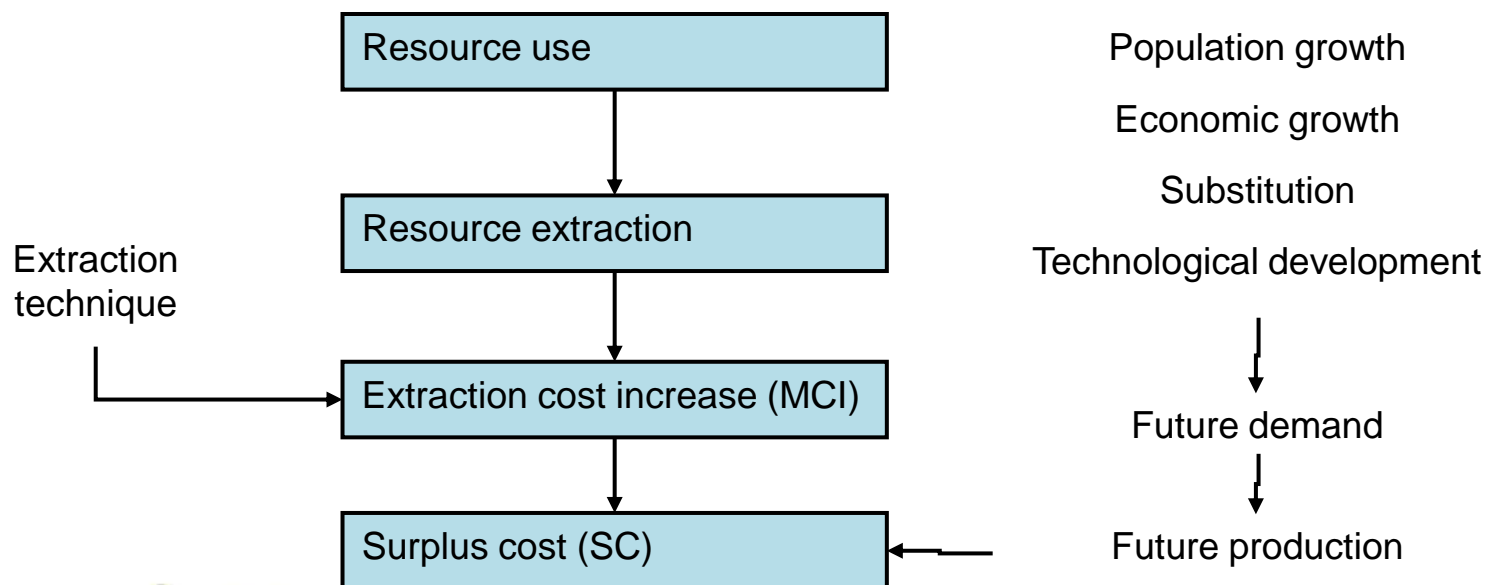 Resource use
Resource extraction
Extraction
technique
Extraction cost increase (MCI)
Surplus cost (SC)
Population growth
Economic growth
Substitution
Technological development
Future demand
Future production